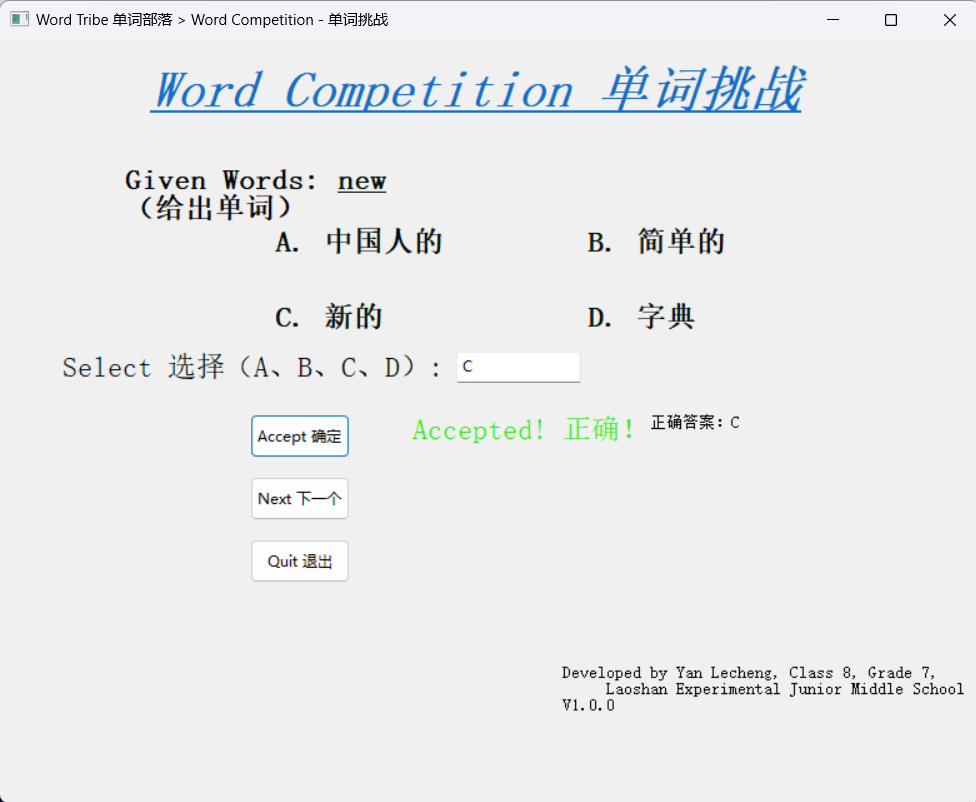 Word Tribe 单词部落 > Word Competition - 单词挑战
Word Competition 单词挑战
Given Words: new
（给出单词）
A. 中国人的 B. 简单的
C. 新的 D. 字典
Select 选择（A、B、C、D）: C
Accept 确定 Accepted! 正确! 正确答案：C
Next 下一个
Quit 退出
Developed by Yan Lecheng, Class 8, Grade 7,
Laoshan Experimental Junior Middle School
V1.0.0